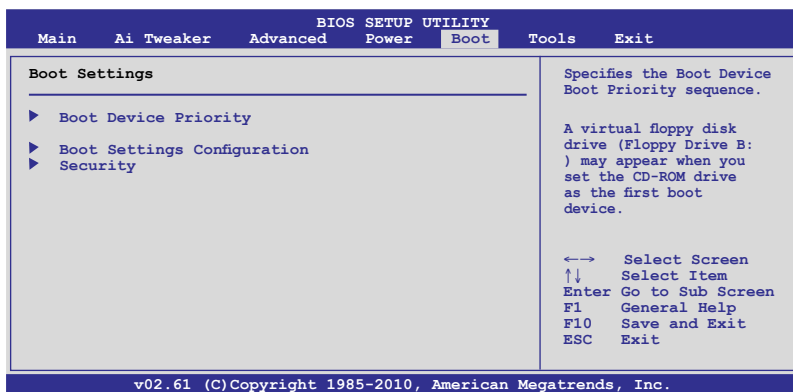 BIOS SETUP UTILITY
Main Ai Tweaker Advanced Power Boot Tools Exit
Boot Settings
Boot Device Priority
Boot Settings Configuration
Security
Specifies the Boot Device
Boot Priority sequence.
A virtual floppy disk
drive (Floppy Drive B:
) may appear when you
set the CD-ROM drive
as the first boot
device.
←→ Select Screen
↑↓ Select Item
Enter Go to Sub Screen
F1 General Help
F10 Save and Exit
ESC Exit
v02.61 (C)Copyright 1985-2010, American Megatrends, Inc.